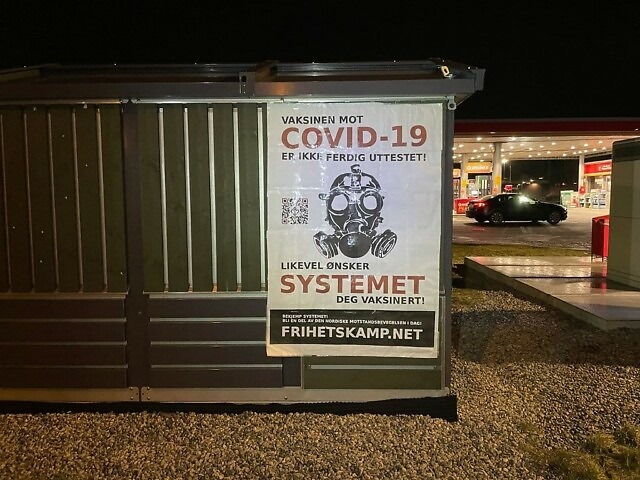 VAKSINEN MOT
COVID-19
ER IKKE FERDIG UTTESTET!
LIKEVEL ØNSKER
SYSTEMET
DEG VAKSINERT!
BEKJEMP SYSTEMET!
BLI EN DEL AV DEN NORDISKE MOTSTANDSBEVEGELSEN I DAG!
FRIHETSKAMP.NET